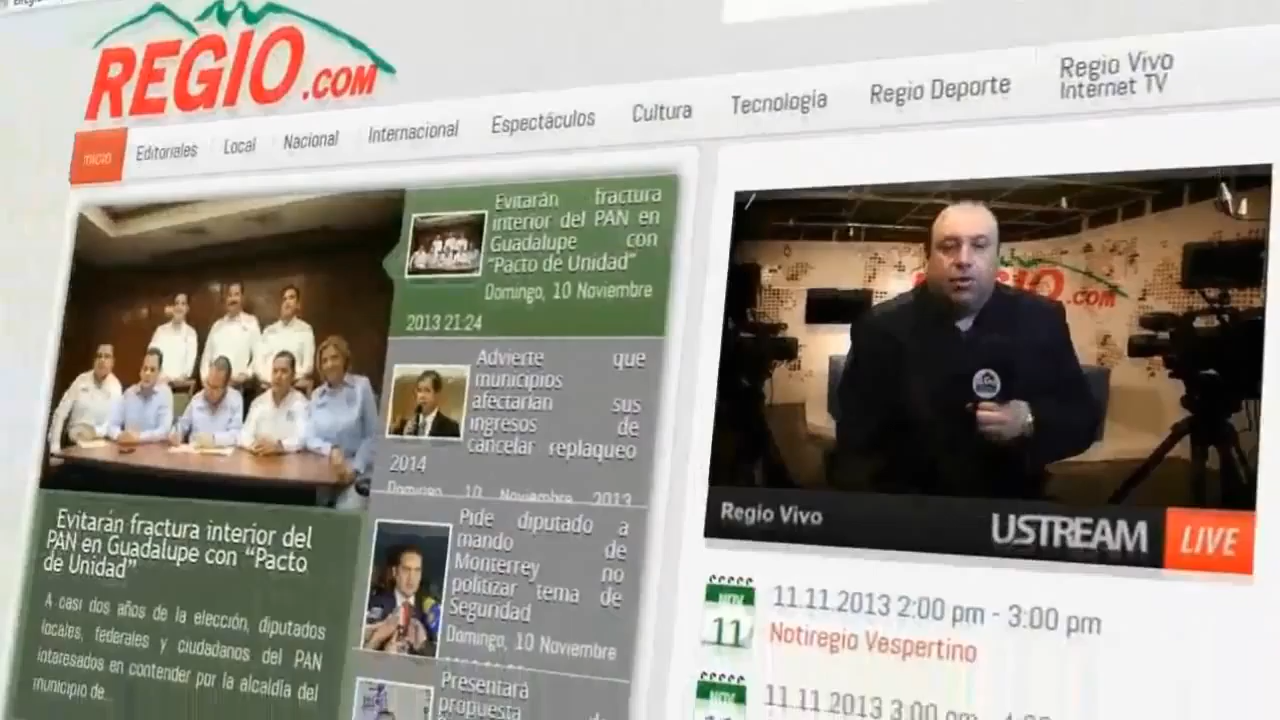 REGIO.COM
Inicio
Editoriales
Local
Nacional
Internacional
Espectáculos
Cultura
Tecnología
Regio Deporte
Regio Vivo
Internet TV
Evitarán fractura
interior del PAN en
Guadalupe con
"Pacto de Unidad"
Domingo, 10 Noviembre
2013 21:24
Advierte que
municipios
afectarían sus
ingresos de
cancelar replaqueo
2014
Domingo, 10 Noviembre 2013
Pide diputado a
mando de
Monterrey no
politizar tema de
Seguridad
Domingo, 10 Noviembre
Presentará
propuesta
Evitarán fractura interior del
PAN en Guadalupe con "Pacto
de Unidad"
A casi dos años de la elección, diputados
locales, federales y ciudadanos del PAN
interesados en contender por la alcaldía del
municipio de...
.COM
Regio Vivo
USTREAM
LIVE
NOV
11
11.11.2013 2:00 pm - 3:00 pm
Notiregio Vespertino
NOV
11.11.2013 3:00 pm